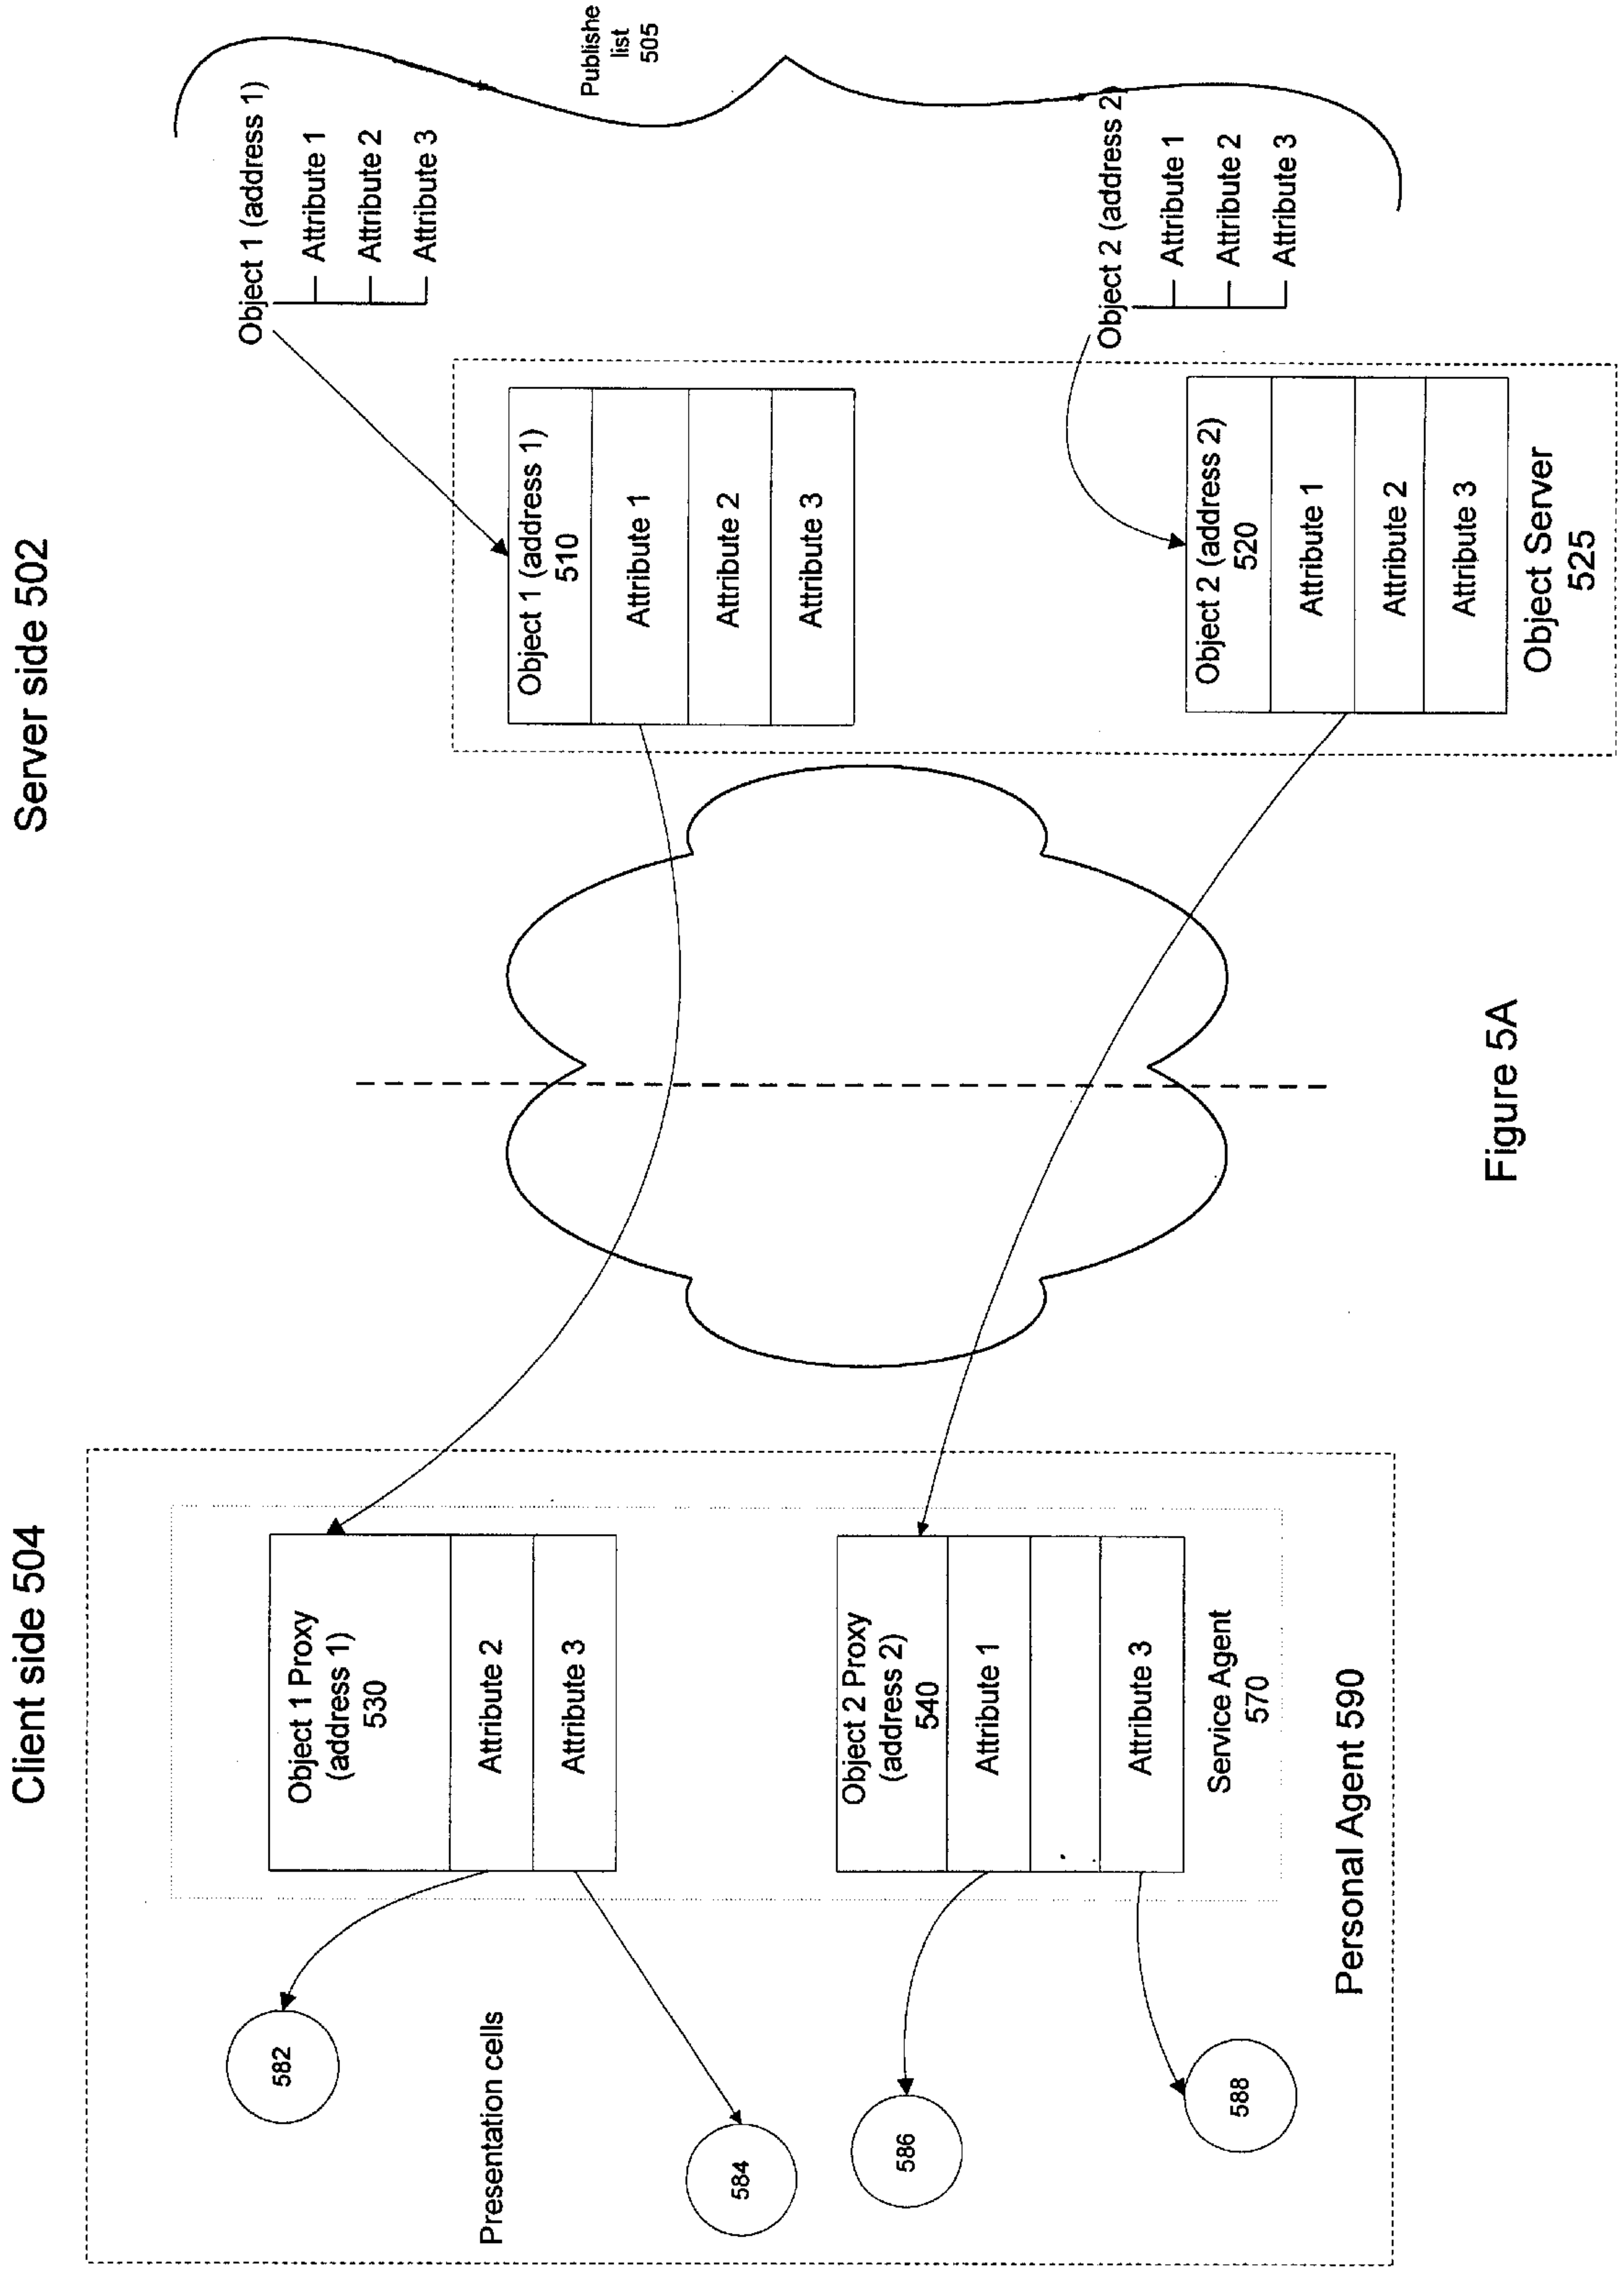 Client side 504
Server side 502
Object 1 Proxy
(address 1)
530
Attribute 2
Attribute 3
Object 2 Proxy
(address 2)
540
Attribute 1
Attribute 3
Service Agent
570
Personal Agent 590
582
Presentation cells
584
586
588
Object 1 (address 1)
510
Attribute 1
Attribute 2
Attribute 3
Object 2 (address 2)
520
Attribute 1
Attribute 2
Attribute 3
Object Server
525
Object 1 (address 1)
Attribute 1
Attribute 2
Attribute 3
Object 2 (address 2)
Attribute 1
Attribute 2
Attribute 3
Publishe
list
505
Figure 5A